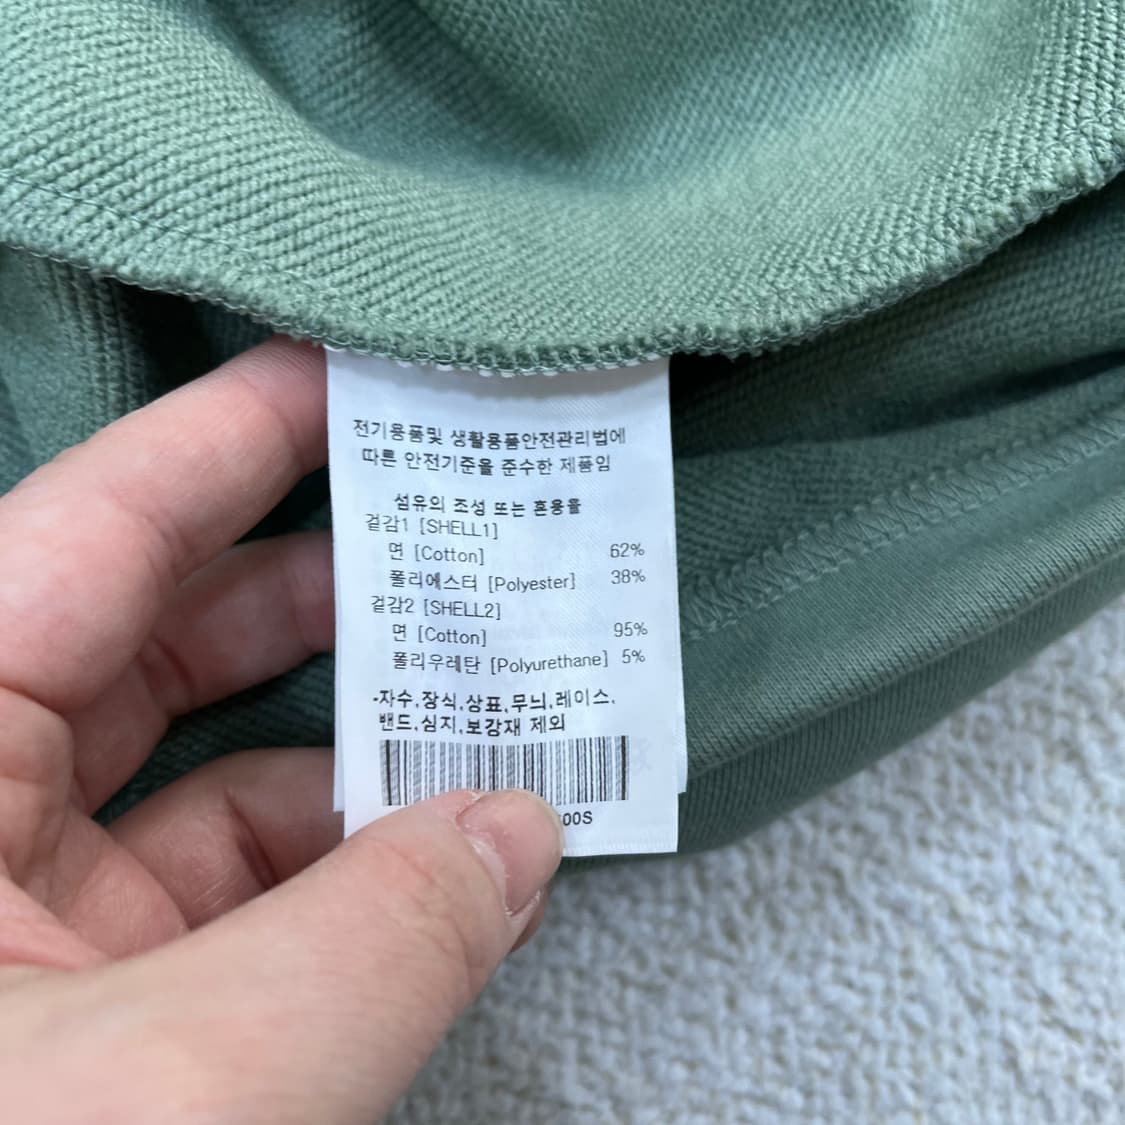 전기용품및 생활용품안전관리법에
따른 안전기준을 준수한 제품임
섬유의 조성 또는 혼용율
겉감1 [SHELL1]
면 [Cotton] 62%
폴리에스터 [Polyester] 38%
겉감2 [SHELL2]
면 [Cotton] 95%
폴리우레탄 [Polyurethane] 5%
-자수,장식,상표,무늬,레이스,
밴드,심지,보강재 제외
00S